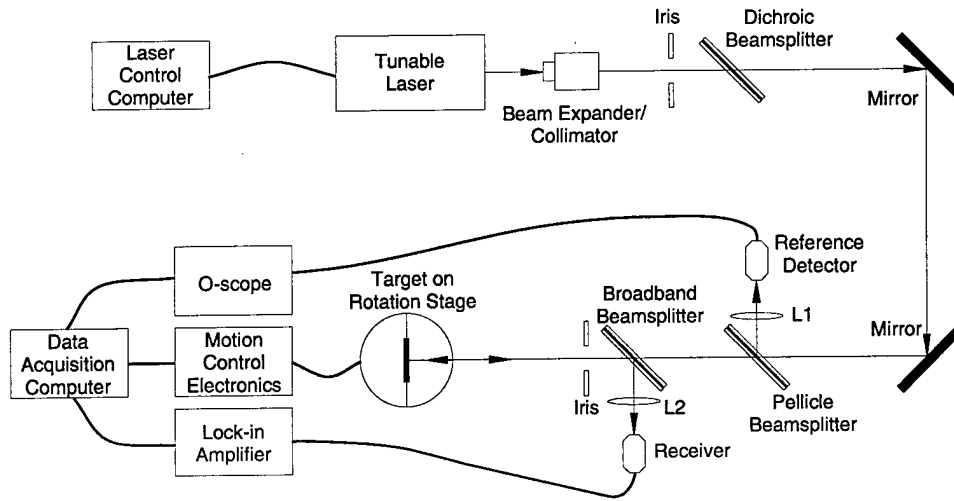 Laser
Control
Computer
Tunable
Laser
Beam Expander/
Collimator
Iris
Dichroic
Beamsplitter
Mirror
O-scope
Target on
Rotation Stage
Broadband
Beamsplitter
Reference
Detector
L1
Mirror
Data
Acquisition
Computer
Motion
Control
Electronics
Iris
L2
Pellicle
Beamsplitter
Lock-in
Amplifier
Receiver